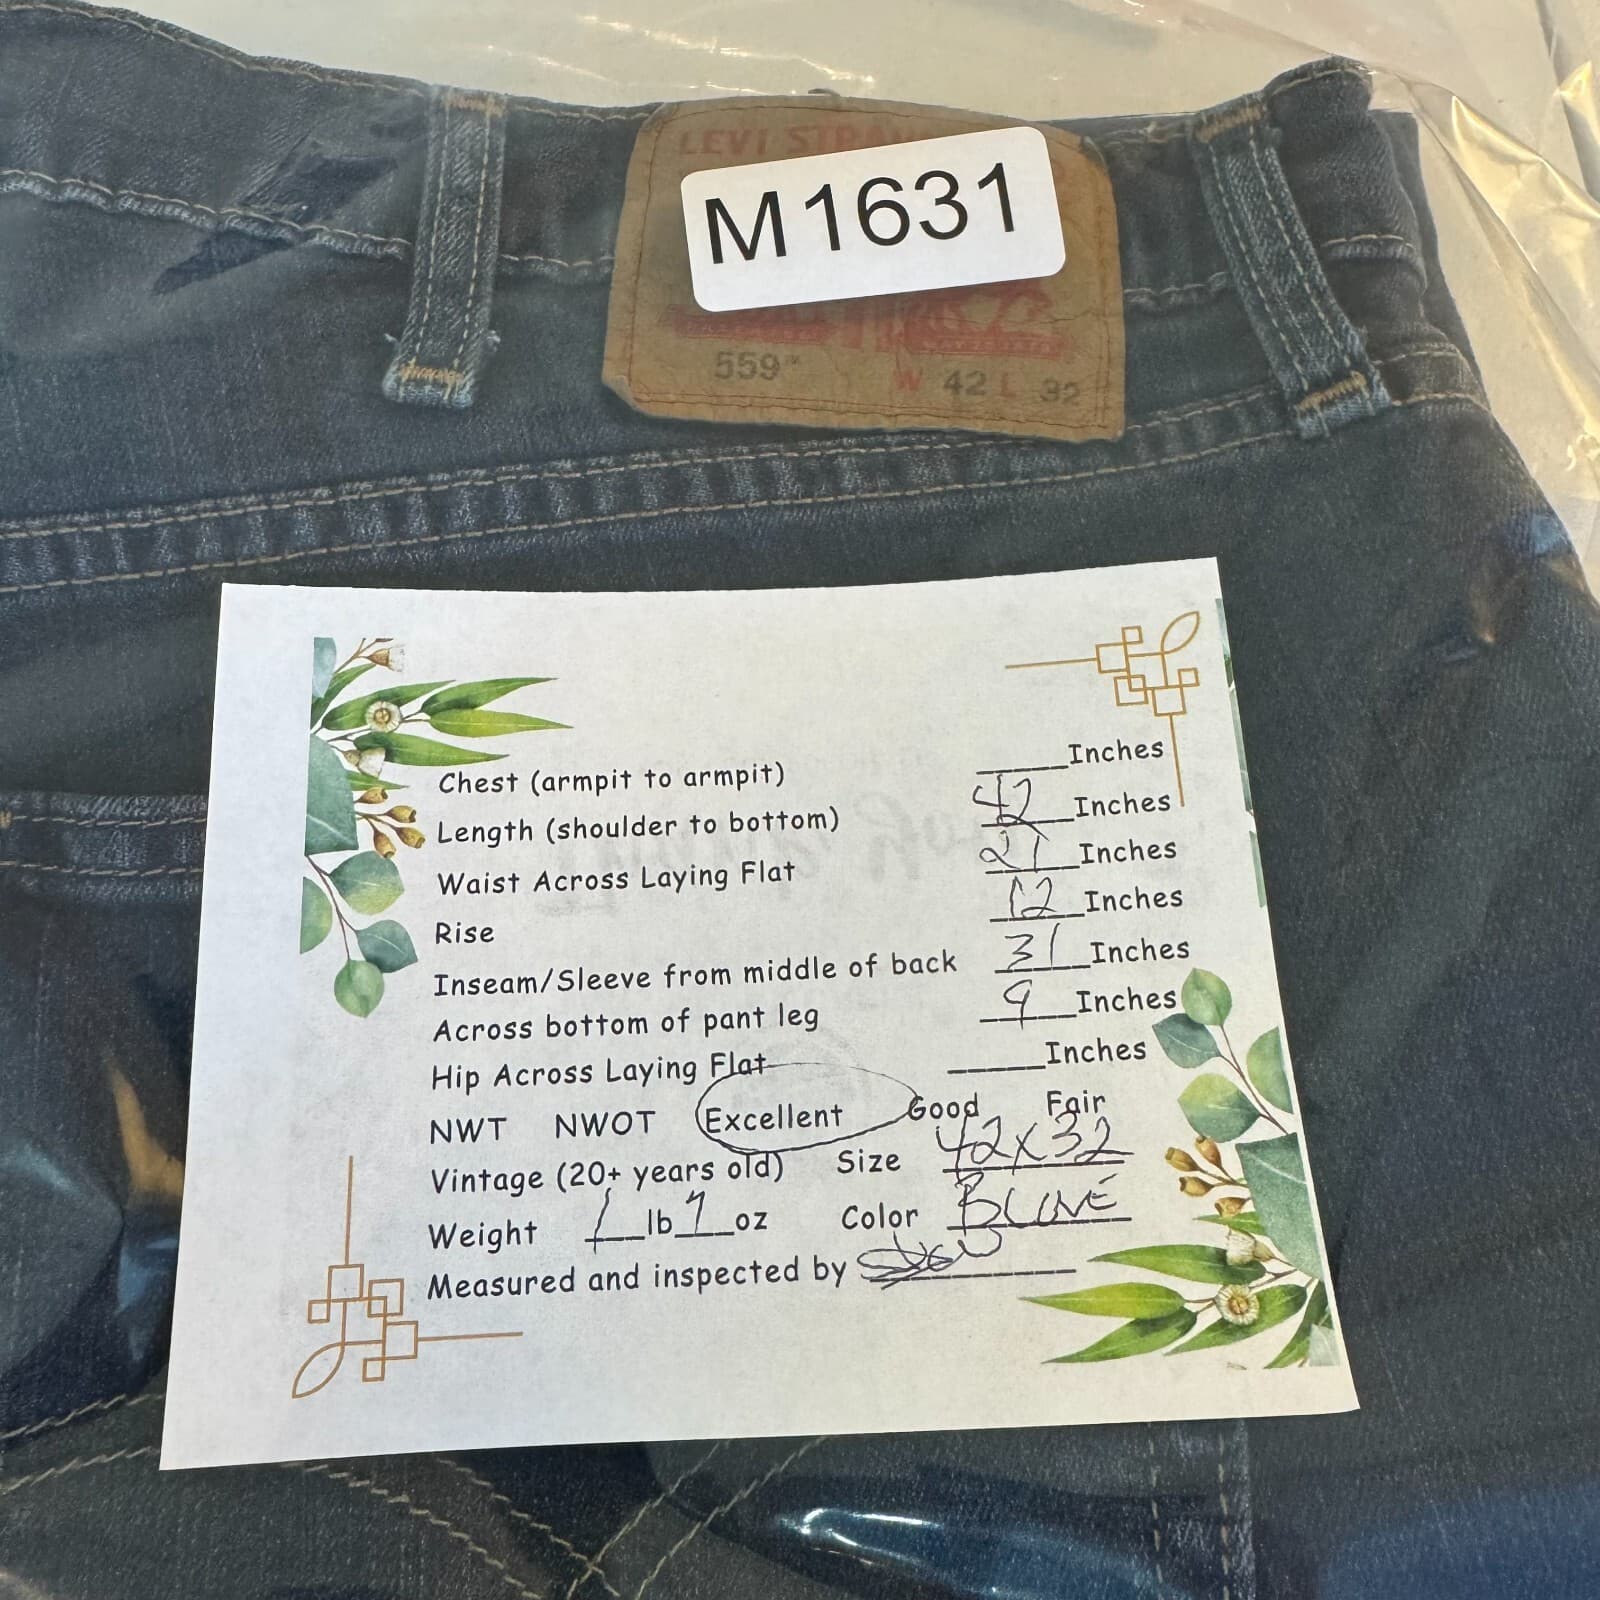 LEVI STRAU
M1631
559™ W 42 L 32
Chest (armpit to armpit) _____Inches
Length (shoulder to bottom) 42 Inches
Waist Across Laying Flat 21 Inches
Rise 12 Inches
Inseam/Sleeve from middle of back 31 Inches
Across bottom of pant leg 9 Inches
Hip Across Laying Flat _____Inches
NWT NWOT Excellent Good Fair
Vintage (20+ years old) Size 42x32
Weight 1 lb 7 oz Color BLUE
Measured and inspected by